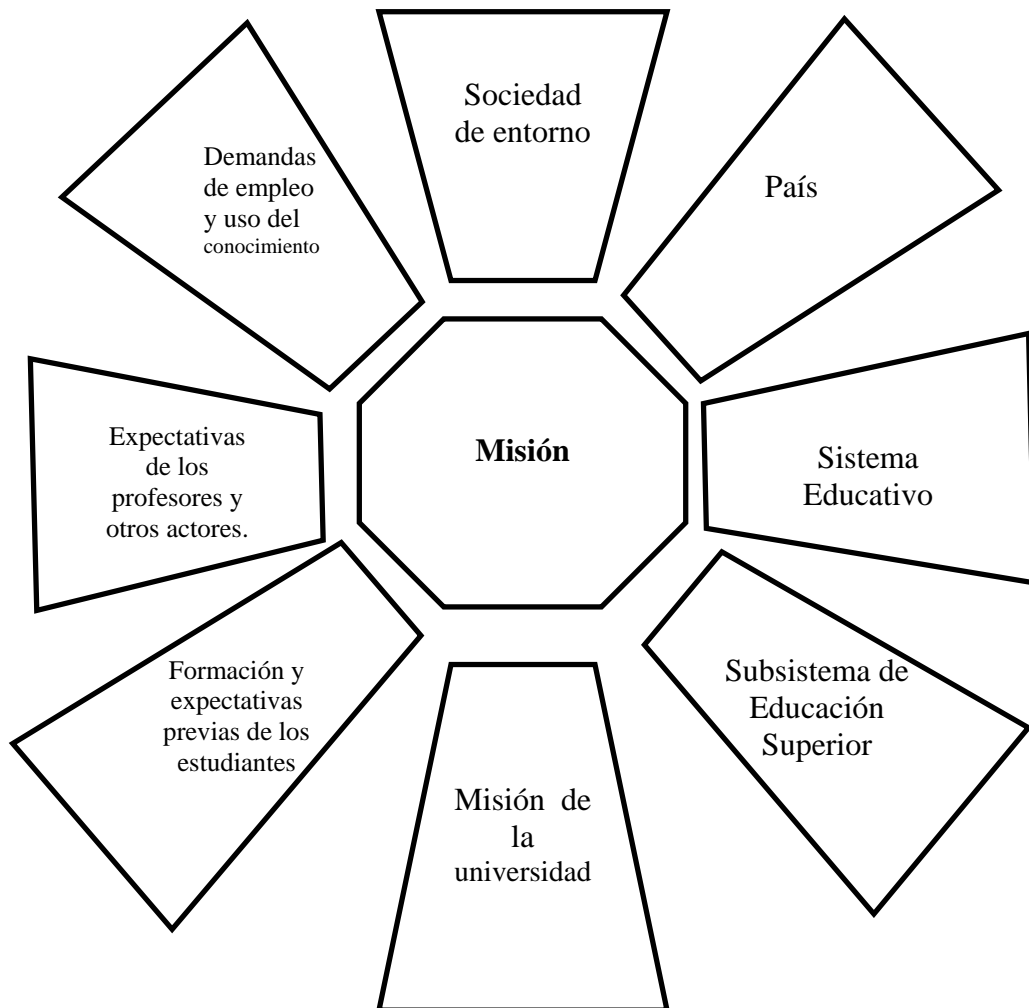 Sociedad
de entorno
País
Demandas
de empleo
y uso del
conocimiento
Misión
Expectativas
de los
profesores y
otros actores.
Sistema
Educativo
Formación y
expectativas
previas de los
estudiantes
Subsistema de
Educación
Superior
Misión de
la
universidad